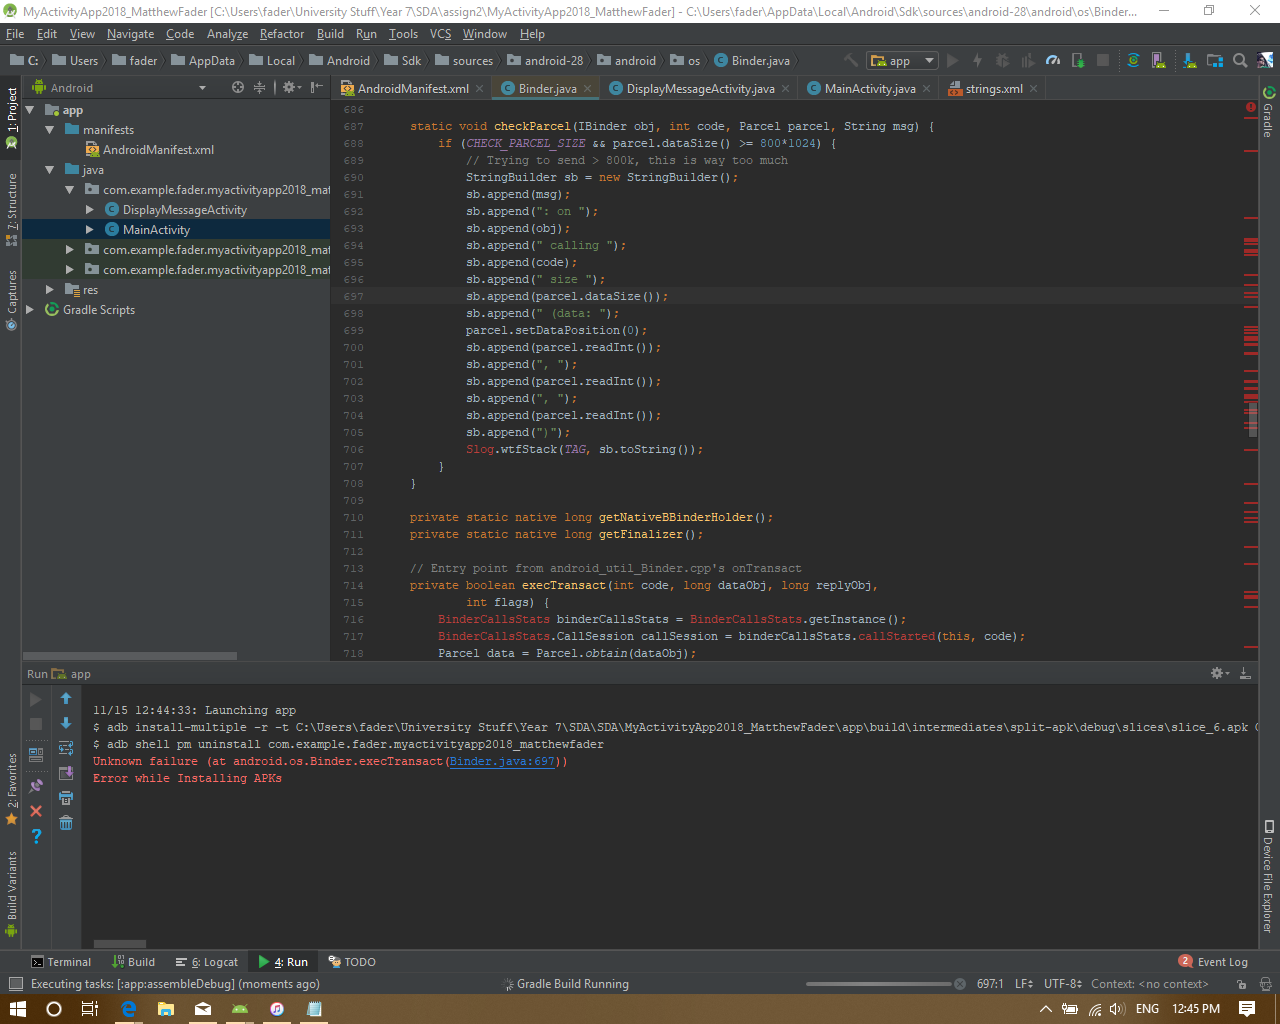 MyActivityApp2018_MatthewFader [C:\Users\fader\University Stuff\Year 7\SDA\assign2\MyActivityApp2018_MatthewFader] - C:\Users\fader\AppData\Local\Android\Sdk\sources\android-28\android\os\Binder...
File Edit View Navigate Code Analyze Refactor Build Run Tools VCS Window Help
C: Users fader AppData Local Android Sdk sources android-28 android os Binder.java app
Android
AndroidManifest.xml Binder.java DisplayMessageActivity.java MainActivity.java strings.xml
1: Project
7: Structure
Captures
2: Favorites
Build Variants
app
manifests
AndroidManifest.xml
java
com.example.fader.myactivityapp2018_mat
DisplayMessageActivity
MainActivity
com.example.fader.myactivityapp2018_mat
com.example.fader.myactivityapp2018_mat
res
Gradle Scripts
686
687 static void checkParcel(IBinder obj, int code, Parcel parcel, String msg) {
688 if (CHECK_PARCEL_SIZE && parcel.dataSize() >= 800*1024) {
689 // Trying to send > 800k, this is way too much
690 StringBuilder sb = new StringBuilder();
691 sb.append(msg);
692 sb.append(": on ");
693 sb.append(obj);
694 sb.append(" calling ");
695 sb.append(code);
696 sb.append(" size ");
697 sb.append(parcel.dataSize());
698 sb.append(" (data: ");
699 parcel.setDataPosition(0);
700 sb.append(parcel.readInt());
701 sb.append(", ");
702 sb.append(parcel.readInt());
703 sb.append(", ");
704 sb.append(parcel.readInt());
705 sb.append(")");
706 Slog.wtfStack(TAG, sb.toString());
707 }
708 }
709
710 private static native long getNativeBBinderHolder();
711 private static native long getFinalizer();
712
713 // Entry point from android_util_Binder.cpp's onTransact
714 private boolean execTransact(int code, long dataObj, long replyObj,
715 int flags) {
716 BinderCallsStats binderCallsStats = BinderCallsStats.getInstance();
717 BinderCallsStats.CallSession callSession = binderCallsStats.callStarted(this, code);
718 Parcel data = Parcel.obtain(dataObj);
Gradle
Device File Explorer
Run app
11/15 12:44:33: Launching app
$ adb install-multiple -r -t C:\Users\fader\University Stuff\Year 7\SDA\SDA\MyActivityApp2018_MatthewFader\app\build\intermediates\split-apk\debug\slices\slice_6.apk
$ adb shell pm uninstall com.example.fader.myactivityapp2018_matthewfader
Unknown failure (at android.os.Binder.execTransact(Binder.java:697))
Error while Installing APKs
Terminal Build 6: Logcat 4: Run TODO 2 Event Log
Executing tasks: [:app:assembleDebug] (moments ago) Gradle Build Running 697:1 LF UTF-8 Context: <no context>
ENG 12:45 PM